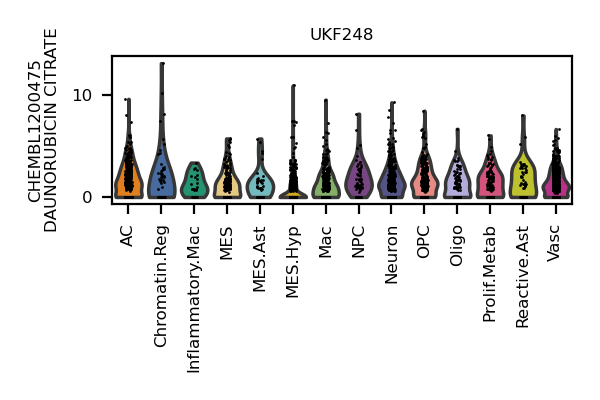 UKF248
CHEMBL1200475
DAUNORUBICIN CITRATE
10
0
AC
Chromatin.Reg
Inflammatory.Mac
MES
MES.Ast
MES.Hyp
Mac
NPC
Neuron
OPC
Oligo
Prolif.Metab
Reactive.Ast
Vasc